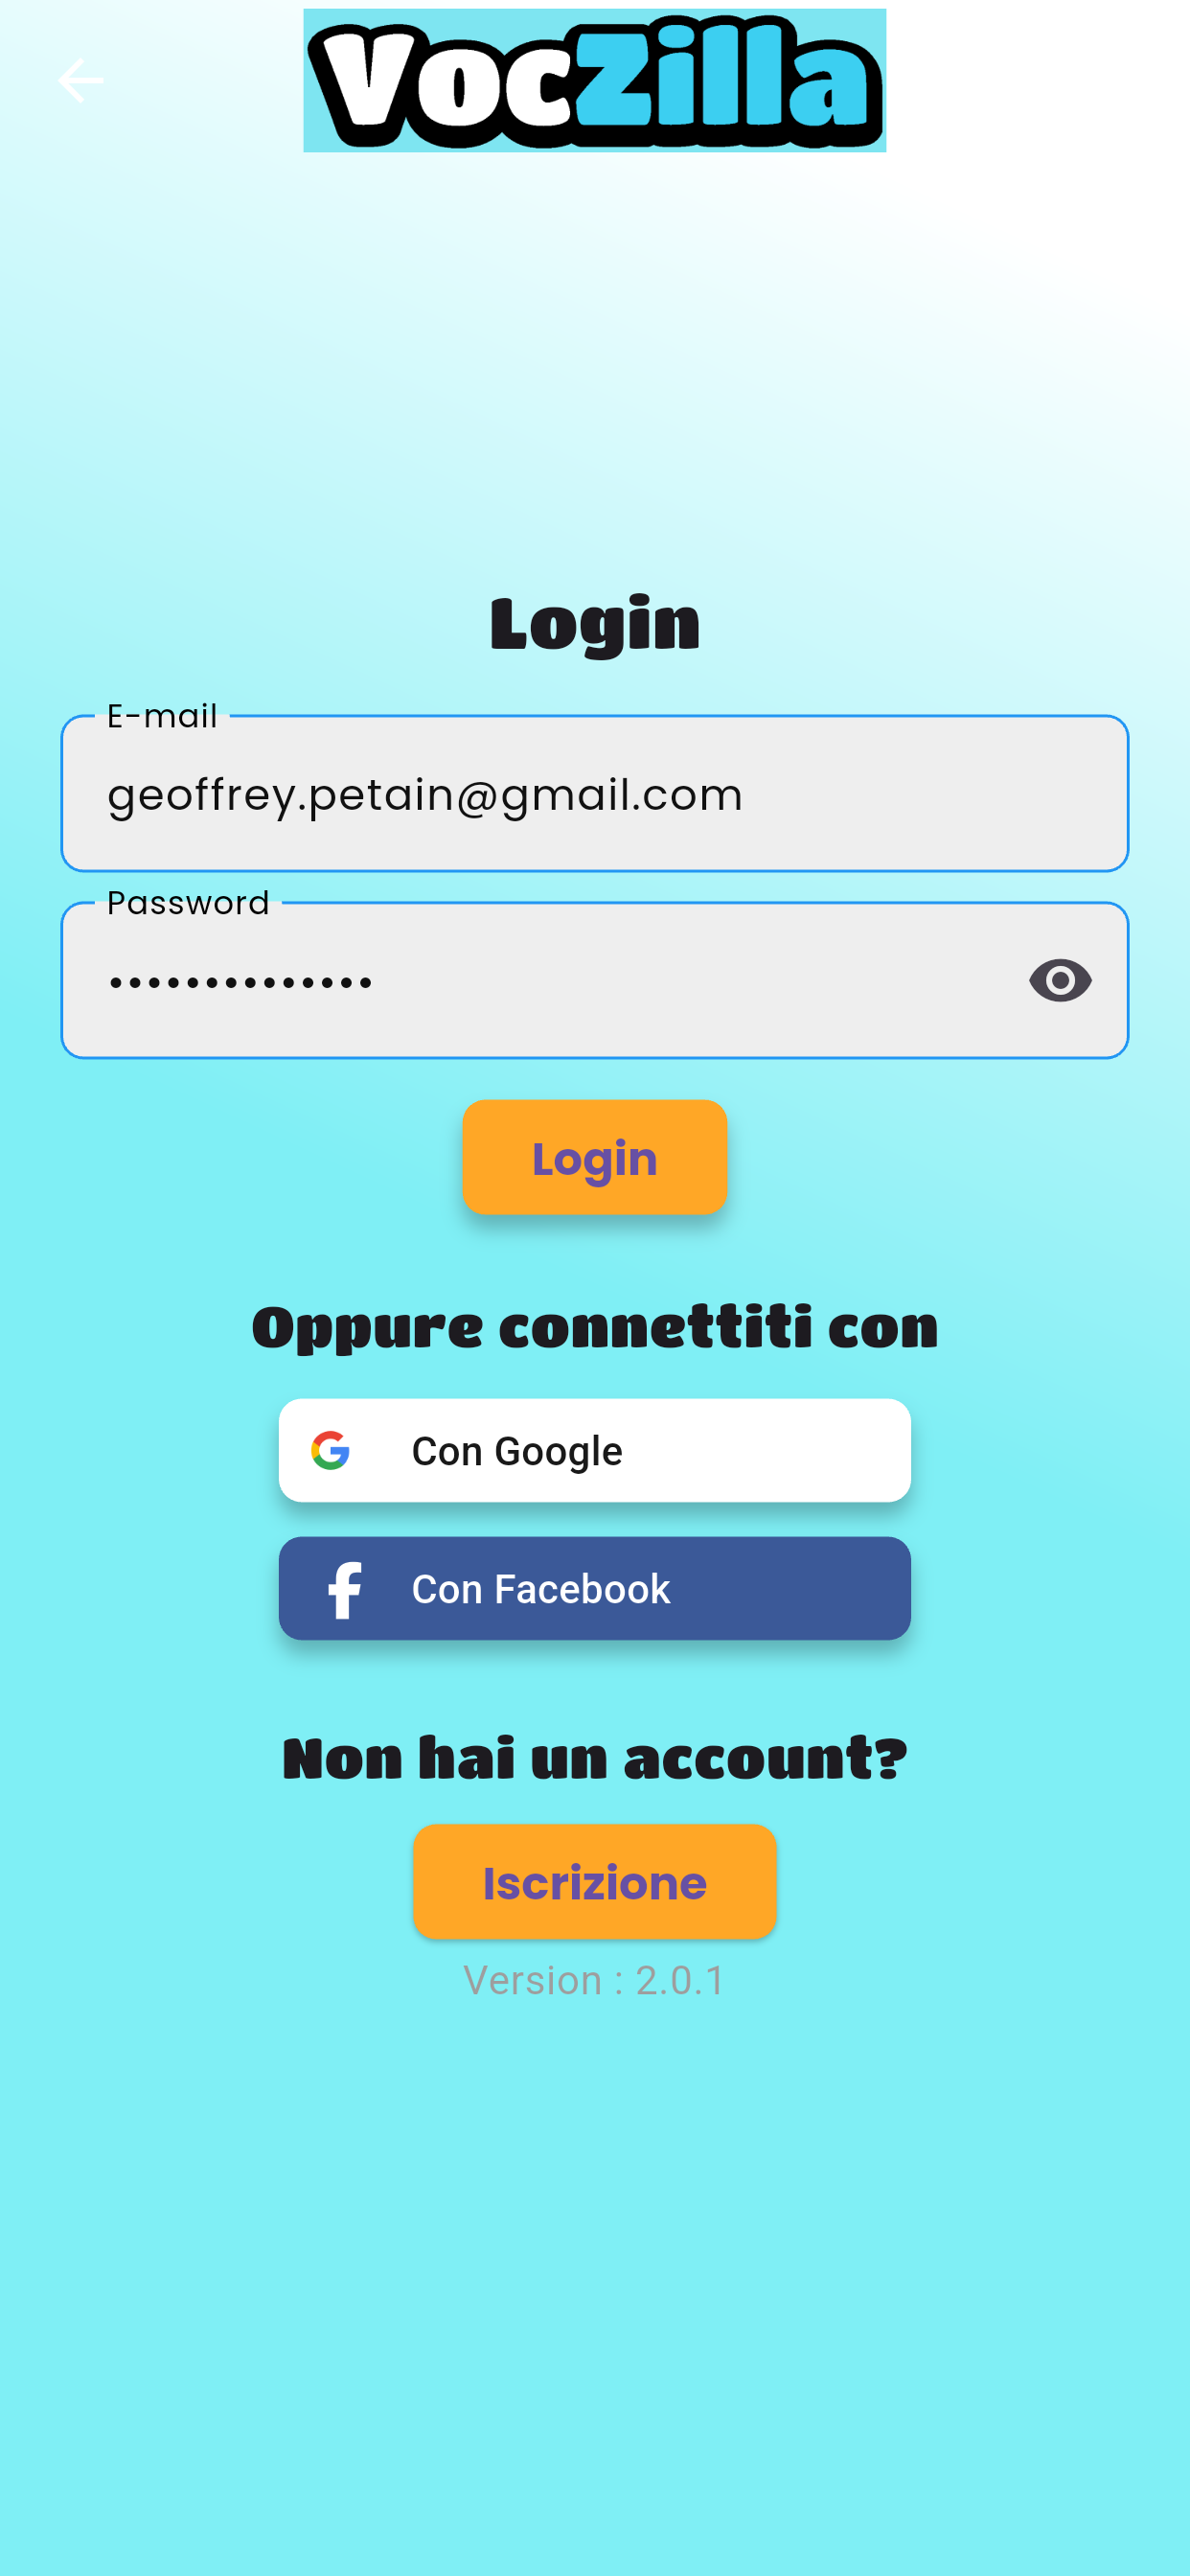 VocZilla
Login
E-mail
geoffrey.petain@gmail.com
Password
••••••••••••••
Login
Oppure connettiti con
Con Google
Con Facebook
Non hai un account?
Iscrizione
Version : 2.0.1